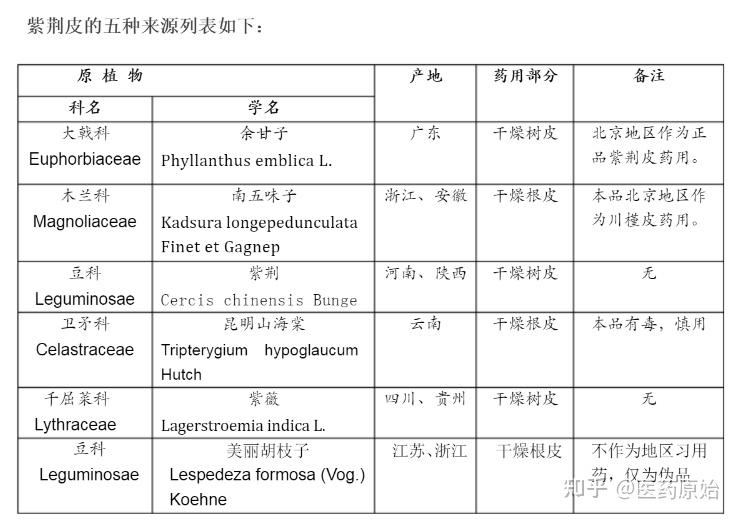 紫荆皮的五种来源列表如下：
原 植 物 产地 药用部分 备注
科名 学名
大戟科 余甘子 广东 干燥树皮 北京地区作为正
Euphorbiaceae Phyllanthus emblica L. 品紫荆皮药用。
木兰科 南五味子 浙江、安徽 干燥根皮 本品北京地区作
Magnoliaceae Kadsura longepedunculata 为川槿皮药用。
Finet et Gagnep
豆科 紫荆 河南、陕西 干燥树皮 无
Leguminosae Cercis chinensis Bunge
卫矛科 昆明山海棠 云南 干燥根皮 本品有毒，慎用
Celastraceae Tripterygium hypoglaucum
Hutch
千屈菜科 紫薇 四川、贵州 干燥树皮 无
Lythraceae Lagerstroemia indica L.
豆科 美丽胡枝子 江苏、浙江 干燥根皮 不作为地区习用
Leguminosae Lespedeza formosa (Vog.) 药，仅为伪品
Koehne
知乎 @医药原始